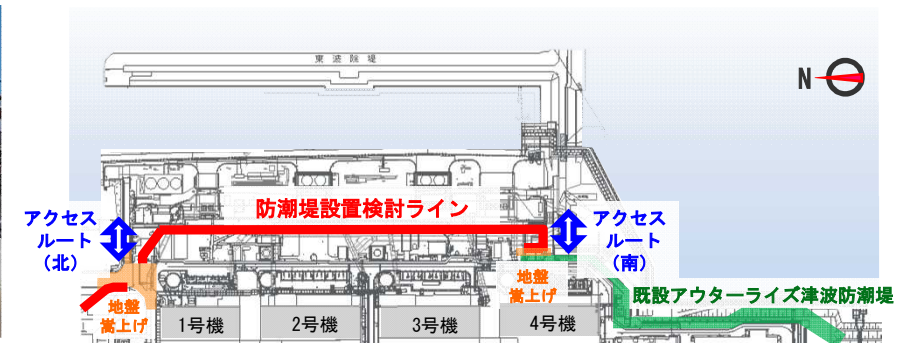 東波除堤
N
防潮堤設置検討ライン
アクセス
ルート
（北）
アクセス
ルート
（南）
地盤
嵩上げ
地盤
嵩上げ
既設アウターライズ津波防潮堤
1号機
2号機
3号機
4号機